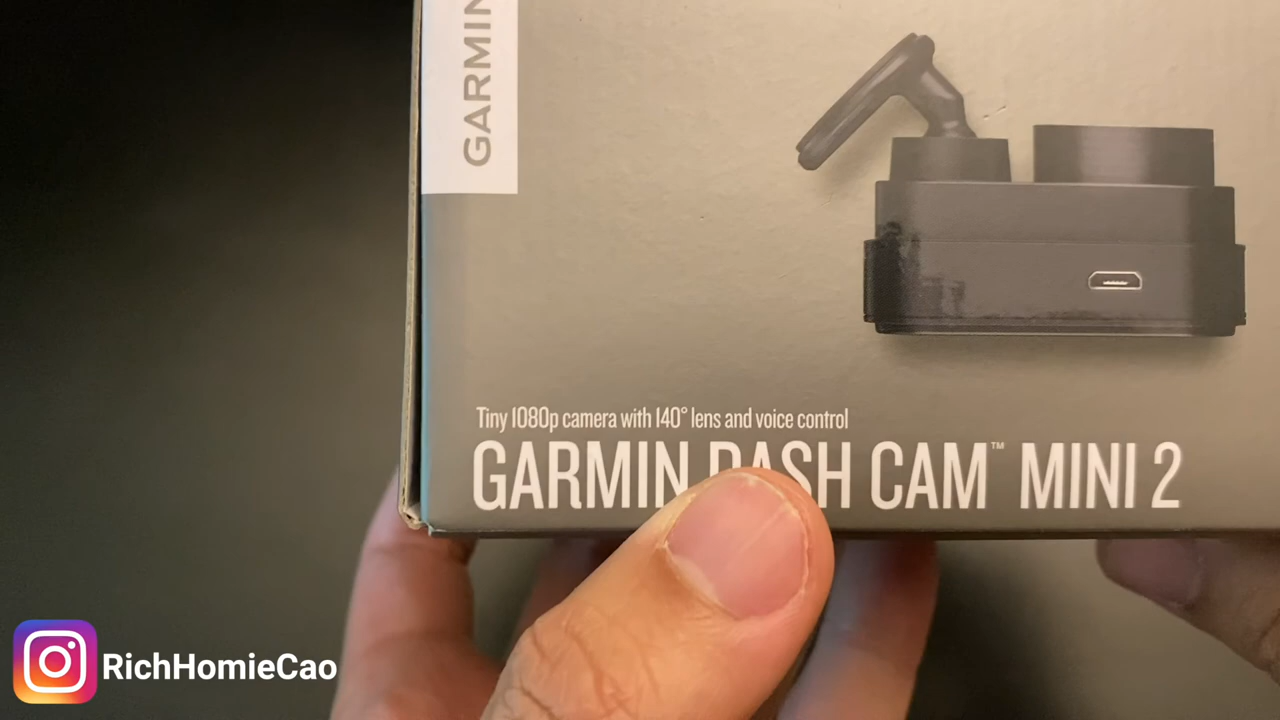 GARMIN
Tiny 1080p camera with 140° lens and voice control
GARMIN DASH CAM™ MINI 2
RichHomieCao